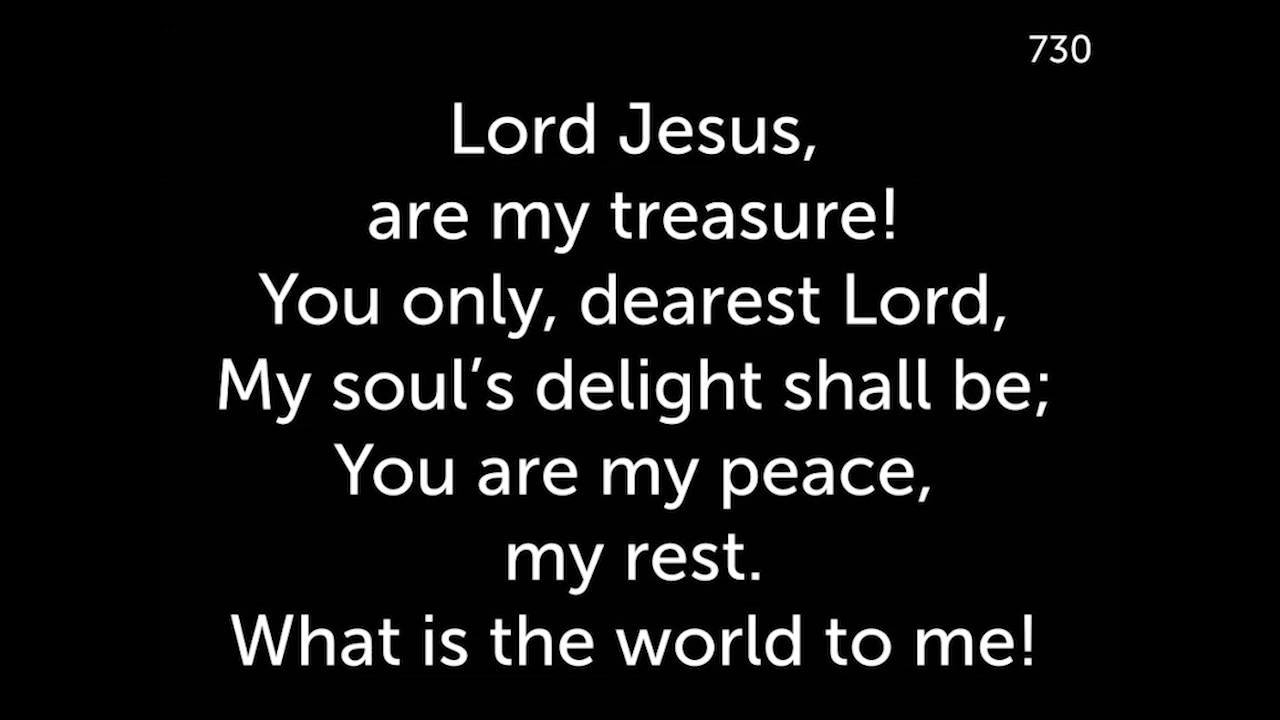 730
Lord Jesus,
are my treasure!
You only, dearest Lord,
My soul’s delight shall be;
You are my peace,
my rest.
What is the world to me!